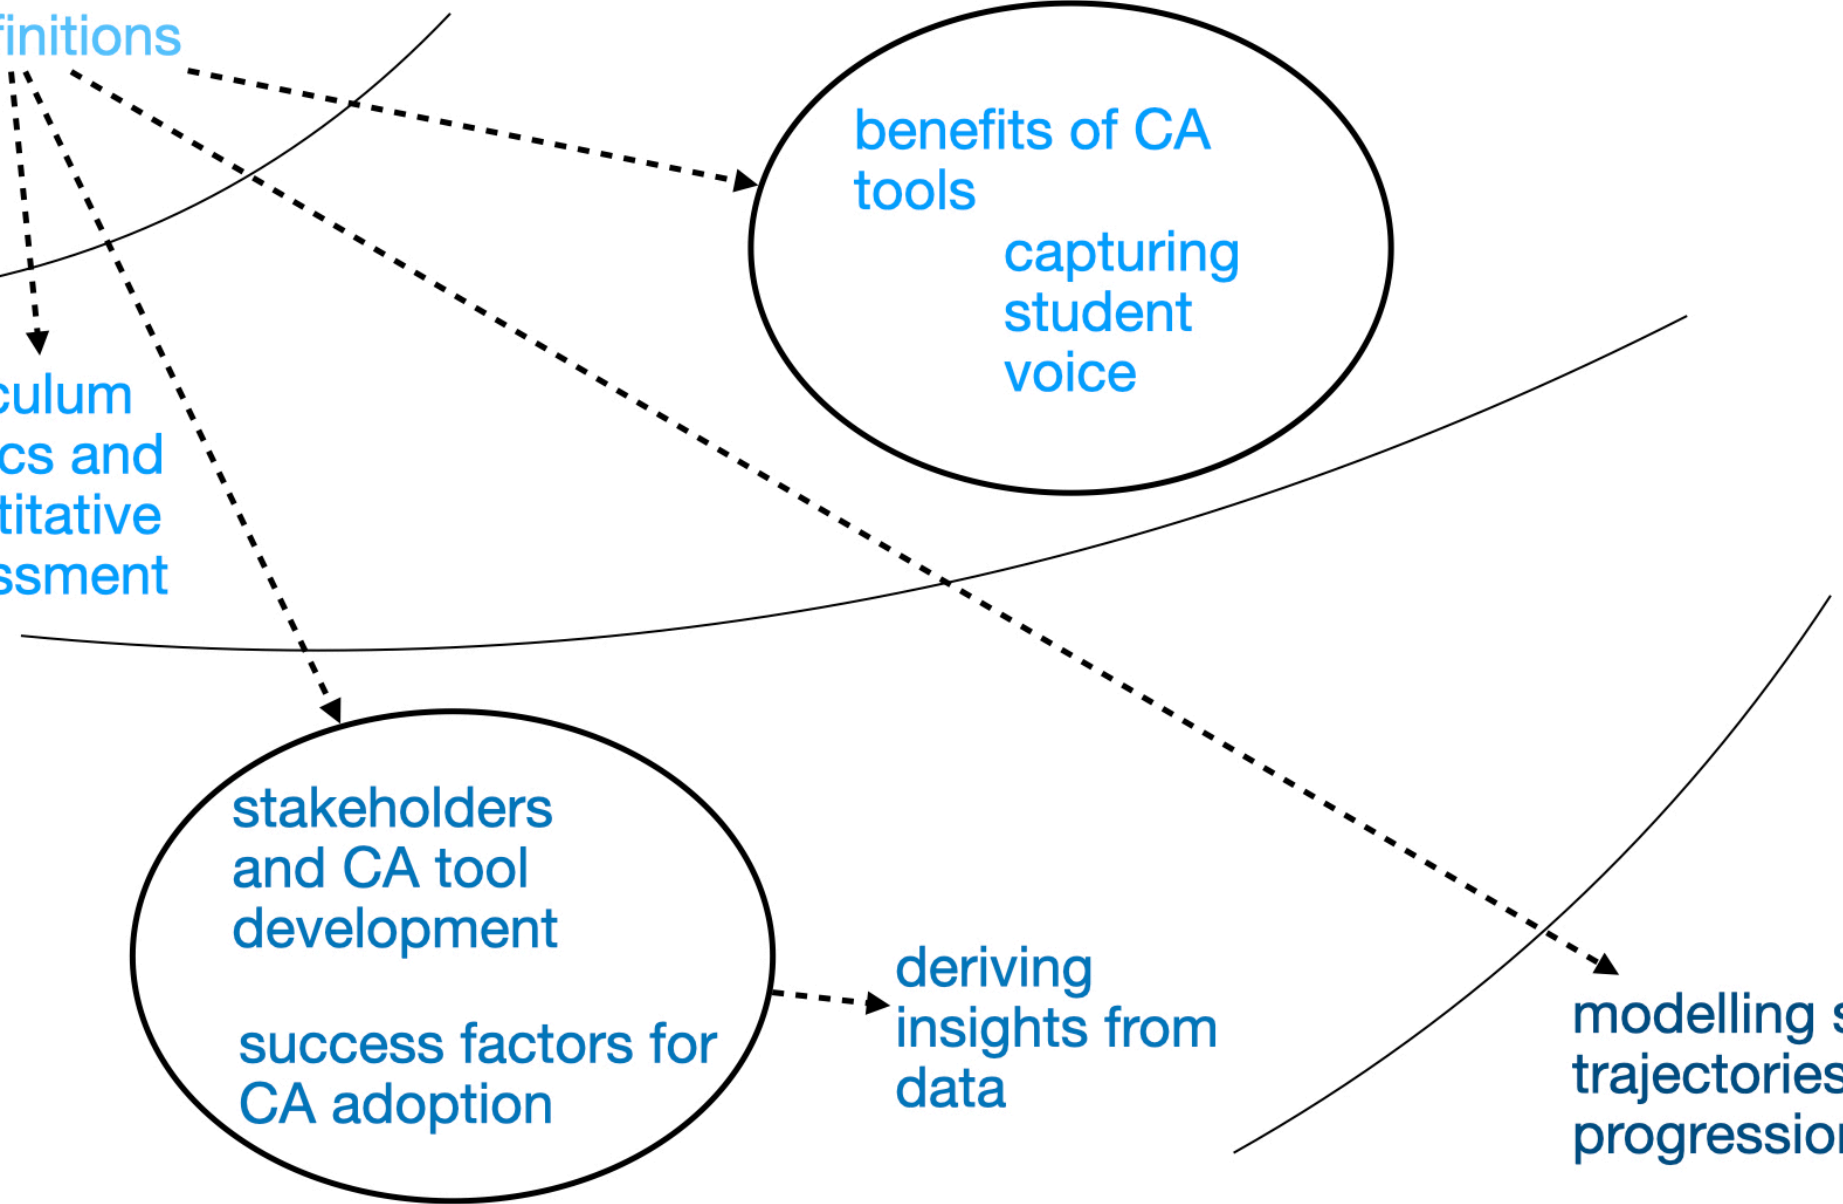 finitions
benefits of CA
tools
capturing
student
voice
culum
cs and
titative
ssment
stakeholders
and CA tool
development
success factors for
CA adoption
deriving
insights from
data
modelling s
trajectories
progression